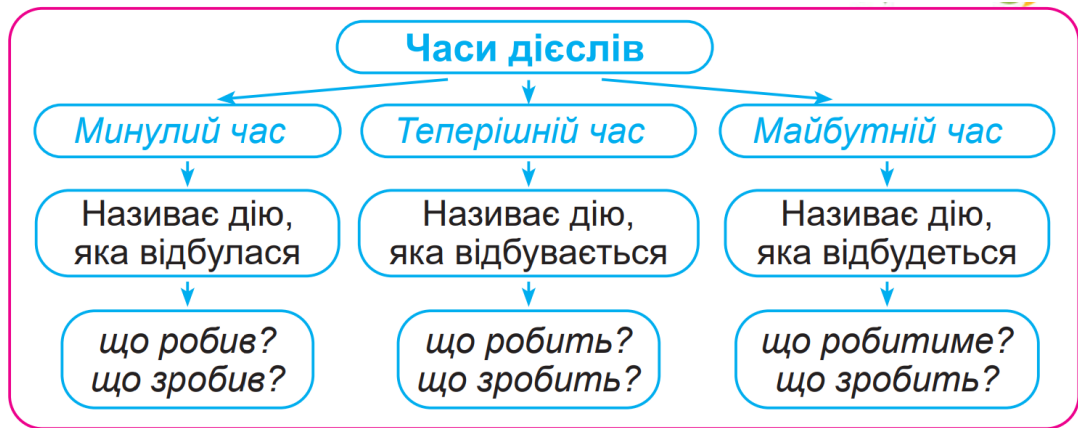 Часи дієслів
Минулий час
Теперішній час
Майбутній час
Називає дію,
яка відбулася
Називає дію,
яка відбувається
Називає дію,
яка відбудеться
що робив?
що зробив?
що робить?
що зробить?
що робитиме?
що зробить?